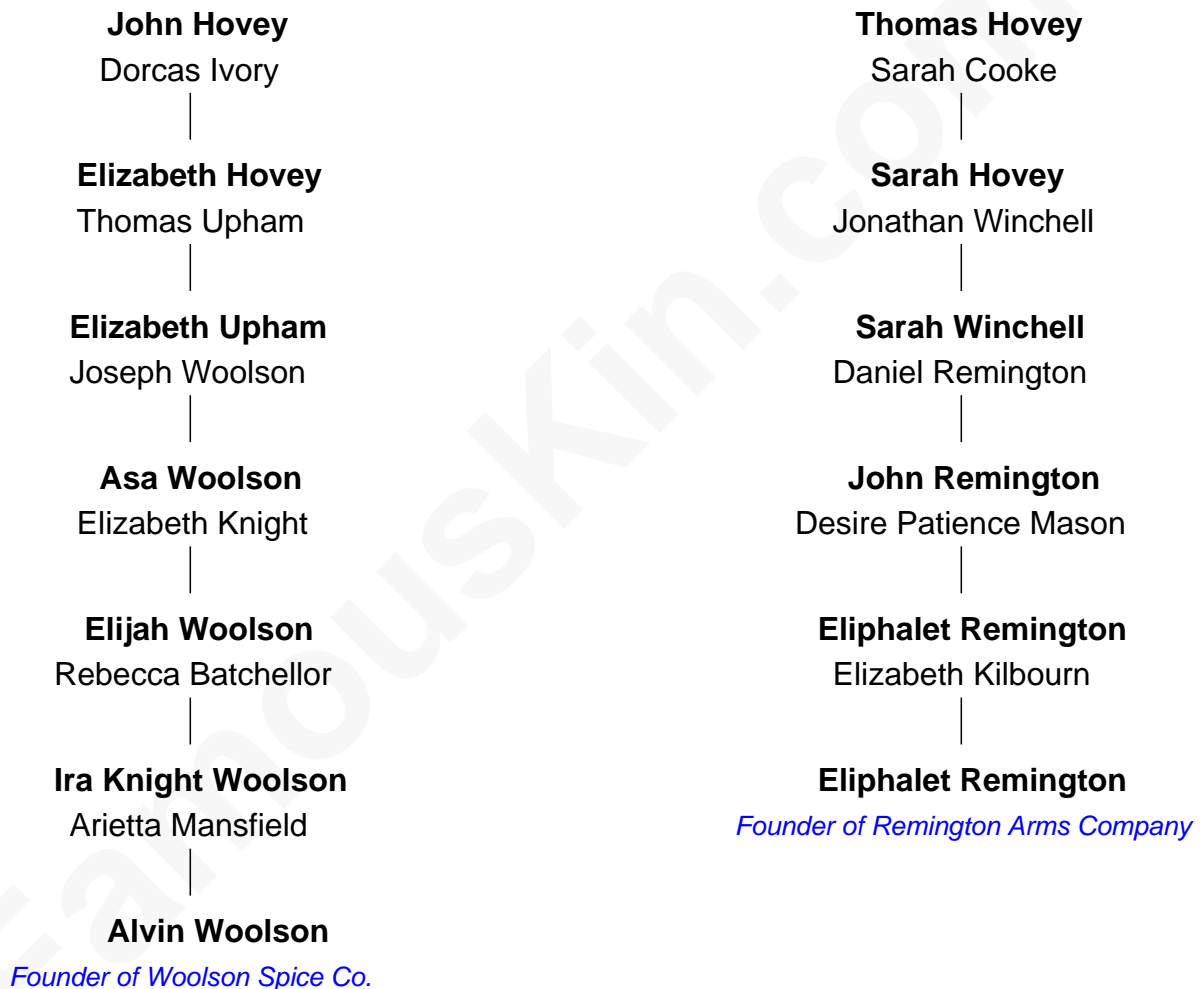 John Hovey
Dorcas Ivory
Elizabeth Hovey
Thomas Upham
Elizabeth Upham
Joseph Woolson
Asa Woolson
Elizabeth Knight
Elijah Woolson
Rebecca Batchellor
Ira Knight Woolson
Arietta Mansfield
Alvin Woolson
Founder of Woolson Spice Co.
Thomas Hovey
Sarah Cooke
Sarah Hovey
Jonathan Winchell
Sarah Winchell
Daniel Remington
John Remington
Desire Patience Mason
Eliphalet Remington
Elizabeth Kilbourn
Eliphalet Remington
Founder of Remington Arms Company
FamousKin.com